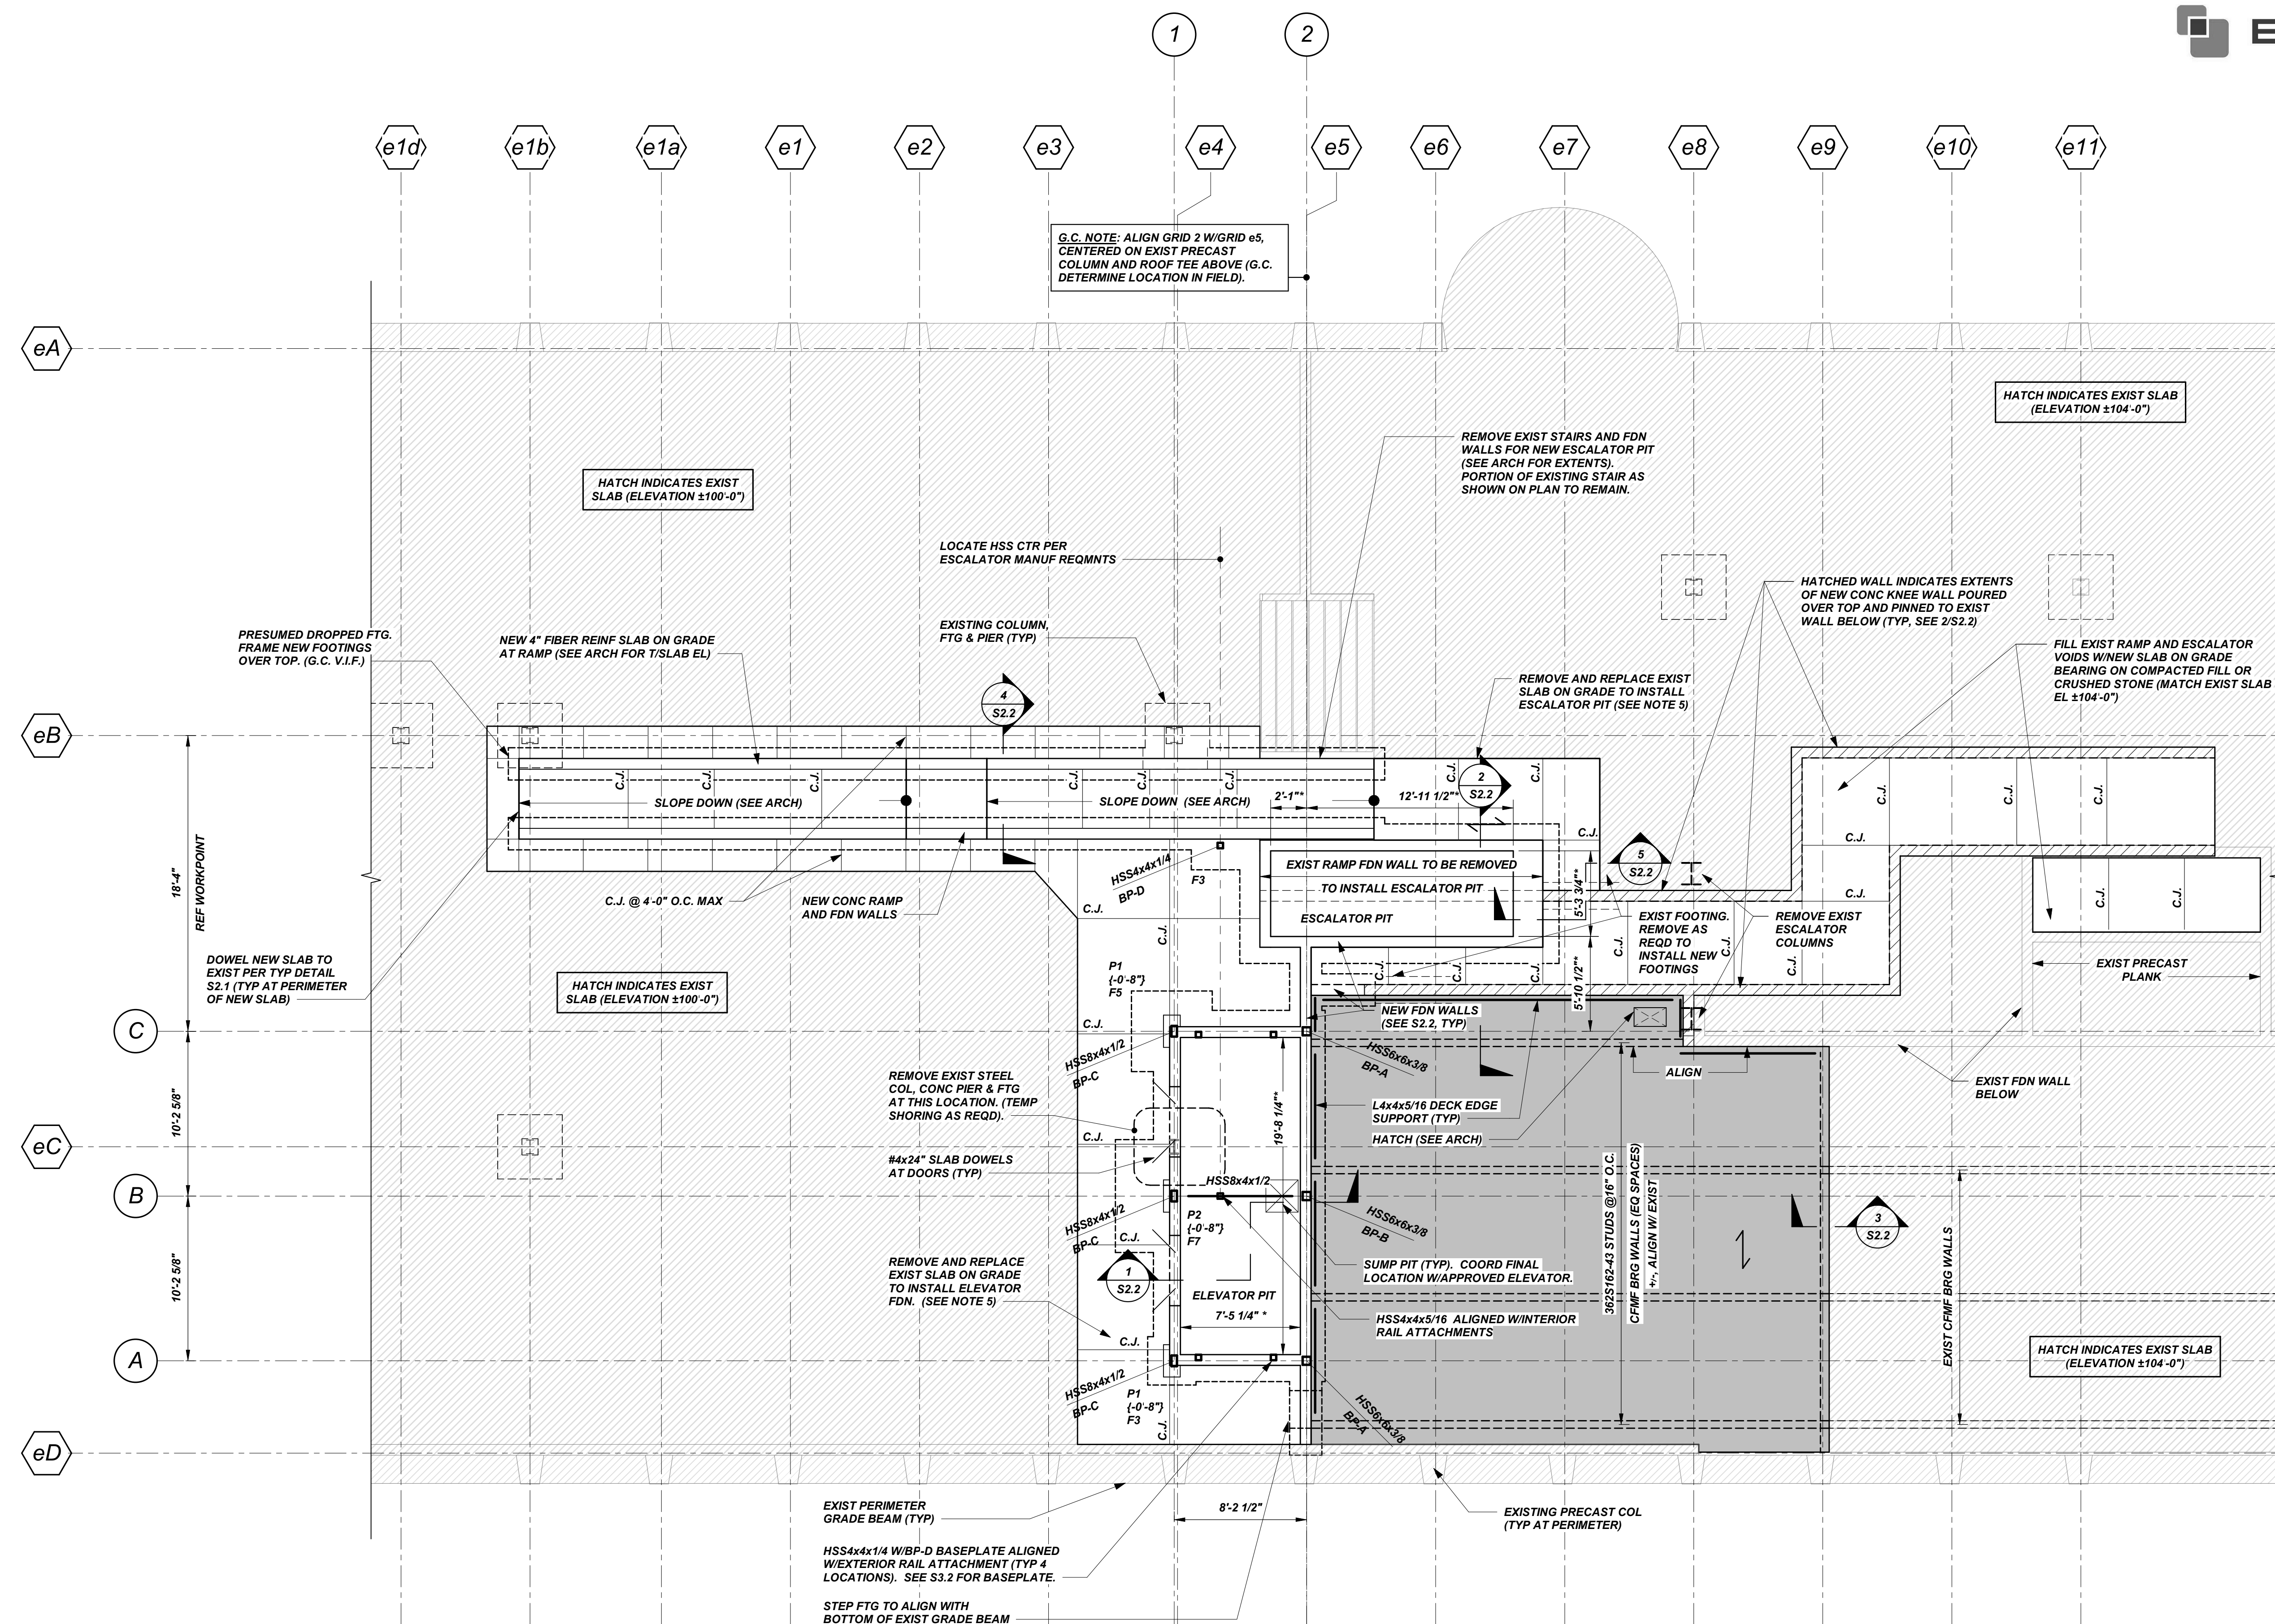 1
2
E
e1d
e1b
e1a
e1
e2
e3
e4
e5
e6
e7
e8
e9
e10
e11
G.C. NOTE: ALIGN GRID 2 W/GRID e5,
CENTERED ON EXIST PRECAST
COLUMN AND ROOF TEE ABOVE (G.C.
DETERMINE LOCATION IN FIELD).
eA
HATCH INDICATES EXIST SLAB
(ELEVATION ±104'-0")
REMOVE EXIST STAIRS AND FDN
WALLS FOR NEW ESCALATOR PIT
(SEE ARCH FOR EXTENTS).
PORTION OF EXISTING STAIR AS
SHOWN ON PLAN TO REMAIN.
HATCH INDICATES EXIST
SLAB (ELEVATION ±100'-0")
LOCATE HSS CTR PER
ESCALATOR MANUF REQMNTS
HATCHED WALL INDICATES EXTENTS
OF NEW CONC KNEE WALL POURED
OVER TOP AND PINNED TO EXIST
WALL BELOW (TYP, SEE 2/S2.2)
PRESUMED DROPPED FTG.
FRAME NEW FOOTINGS
OVER TOP. (G.C. V.I.F.)
NEW 4" FIBER REINF SLAB ON GRADE
AT RAMP (SEE ARCH FOR T/SLAB EL)
EXISTING COLUMN,
FTG & PIER (TYP)
FILL EXIST RAMP AND ESCALATOR
VOIDS W/NEW SLAB ON GRADE
BEARING ON COMPACTED FILL OR
CRUSHED STONE (MATCH EXIST SLAB
EL ±104'-0")
REMOVE AND REPLACE EXIST
SLAB ON GRADE TO INSTALL
ESCALATOR PIT (SEE NOTE 5)
4
S2.2
eB
2
S2.2
C.J.
C.J.
C.J.
C.J.
C.J.
C.J.
C.J.
C.J.
SLOPE DOWN (SEE ARCH)
SLOPE DOWN (SEE ARCH)
2'-1"*
12'-11 1/2"*
C.J.
C.J.
C.J.
C.J.
C.J.
18'-4"
REF WORKPOINT
5
S2.2
EXIST RAMP FDN WALL TO BE REMOVED
TO INSTALL ESCALATOR PIT
ESCALATOR PIT
5'-3 3/4"*
HSS4x4x1/4
BP-D
F3
C.J. @ 4'-0" O.C. MAX
NEW CONC RAMP
AND FDN WALLS
C.J.
C.J.
C.J.
C.J.
C.J.
EXIST FOOTING.
REMOVE AS
REQD TO
INSTALL NEW
FOOTINGS
REMOVE EXIST
ESCALATOR
COLUMNS
C.J.
C.J.
C.J.
C.J.
C.J.
C.J.
DOWEL NEW SLAB TO
EXIST PER TYP DETAIL
S2.1 (TYP AT PERIMETER
OF NEW SLAB)
HATCH INDICATES EXIST
SLAB (ELEVATION ±100'-0")
P1
{-0'-8"}
F5
5'-10 1/2"*
EXIST PRECAST
PLANK
C
C.J.
NEW FDN WALLS
(SEE S2.2, TYP)
HSS8x4x1/2
BP-C
HSS6x6x3/8
BP-A
ALIGN
EXIST FDN WALL
BELOW
REMOVE EXIST STEEL
COL, CONC PIER & FTG
AT THIS LOCATION. (TEMP
SHORING AS REQD).
10'-2 5/8"
19'-8 1/4"*
L4x4x5/16 DECK EDGE
SUPPORT (TYP)
HATCH (SEE ARCH)
eC
C.J.
#4x24" SLAB DOWELS
AT DOORS (TYP)
B
HSS8x4x1/2
HSS8x4x1/2
BP-C
P2
{-0'-8"}
F7
HSS6x6x3/8
BP-B
362S162-43 STUDS @16" O.C.
CFMF BRG WALLS (EQ SPACES)
+/-, ALIGN W/ EXIST
3
S2.2
EXIST CFMF BRG WALLS
C.J.
10'-2 5/8"
REMOVE AND REPLACE
EXIST SLAB ON GRADE
TO INSTALL ELEVATOR
FDN. (SEE NOTE 5)
1
S2.2
SUMP PIT (TYP). COORD FINAL
LOCATION W/APPROVED ELEVATOR.
ELEVATOR PIT
7'-5 1/4" *
HSS4x4x5/16 ALIGNED W/INTERIOR
RAIL ATTACHMENTS
C.J.
A
HATCH INDICATES EXIST SLAB
(ELEVATION ±104'-0")
HSS8x4x1/2
BP-C
P1
{-0'-8"}
F3
C.J.
HSS6x6x3/8
BP-A
eD
EXIST PERIMETER
GRADE BEAM (TYP)
8'-2 1/2"
EXISTING PRECAST COL
(TYP AT PERIMETER)
HSS4x4x1/4 W/BP-D BASEPLATE ALIGNED
W/EXTERIOR RAIL ATTACHMENT (TYP 4
LOCATIONS). SEE S3.2 FOR BASEPLATE.
STEP FTG TO ALIGN WITH
BOTTOM OF EXIST GRADE BEAM